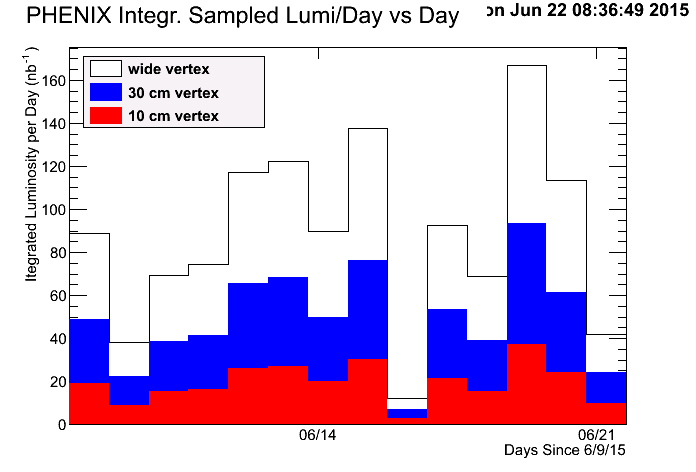 PHENIX Integr. Sampled Lumi/Day vs Day
on Jun 22 08:36:49 2015
Itegrated Luminosity per Day (nb⁻¹)
wide vertex
30 cm vertex
10 cm vertex
160
140
120
100
80
60
40
20
0
06/14
06/21
Days Since 6/9/15